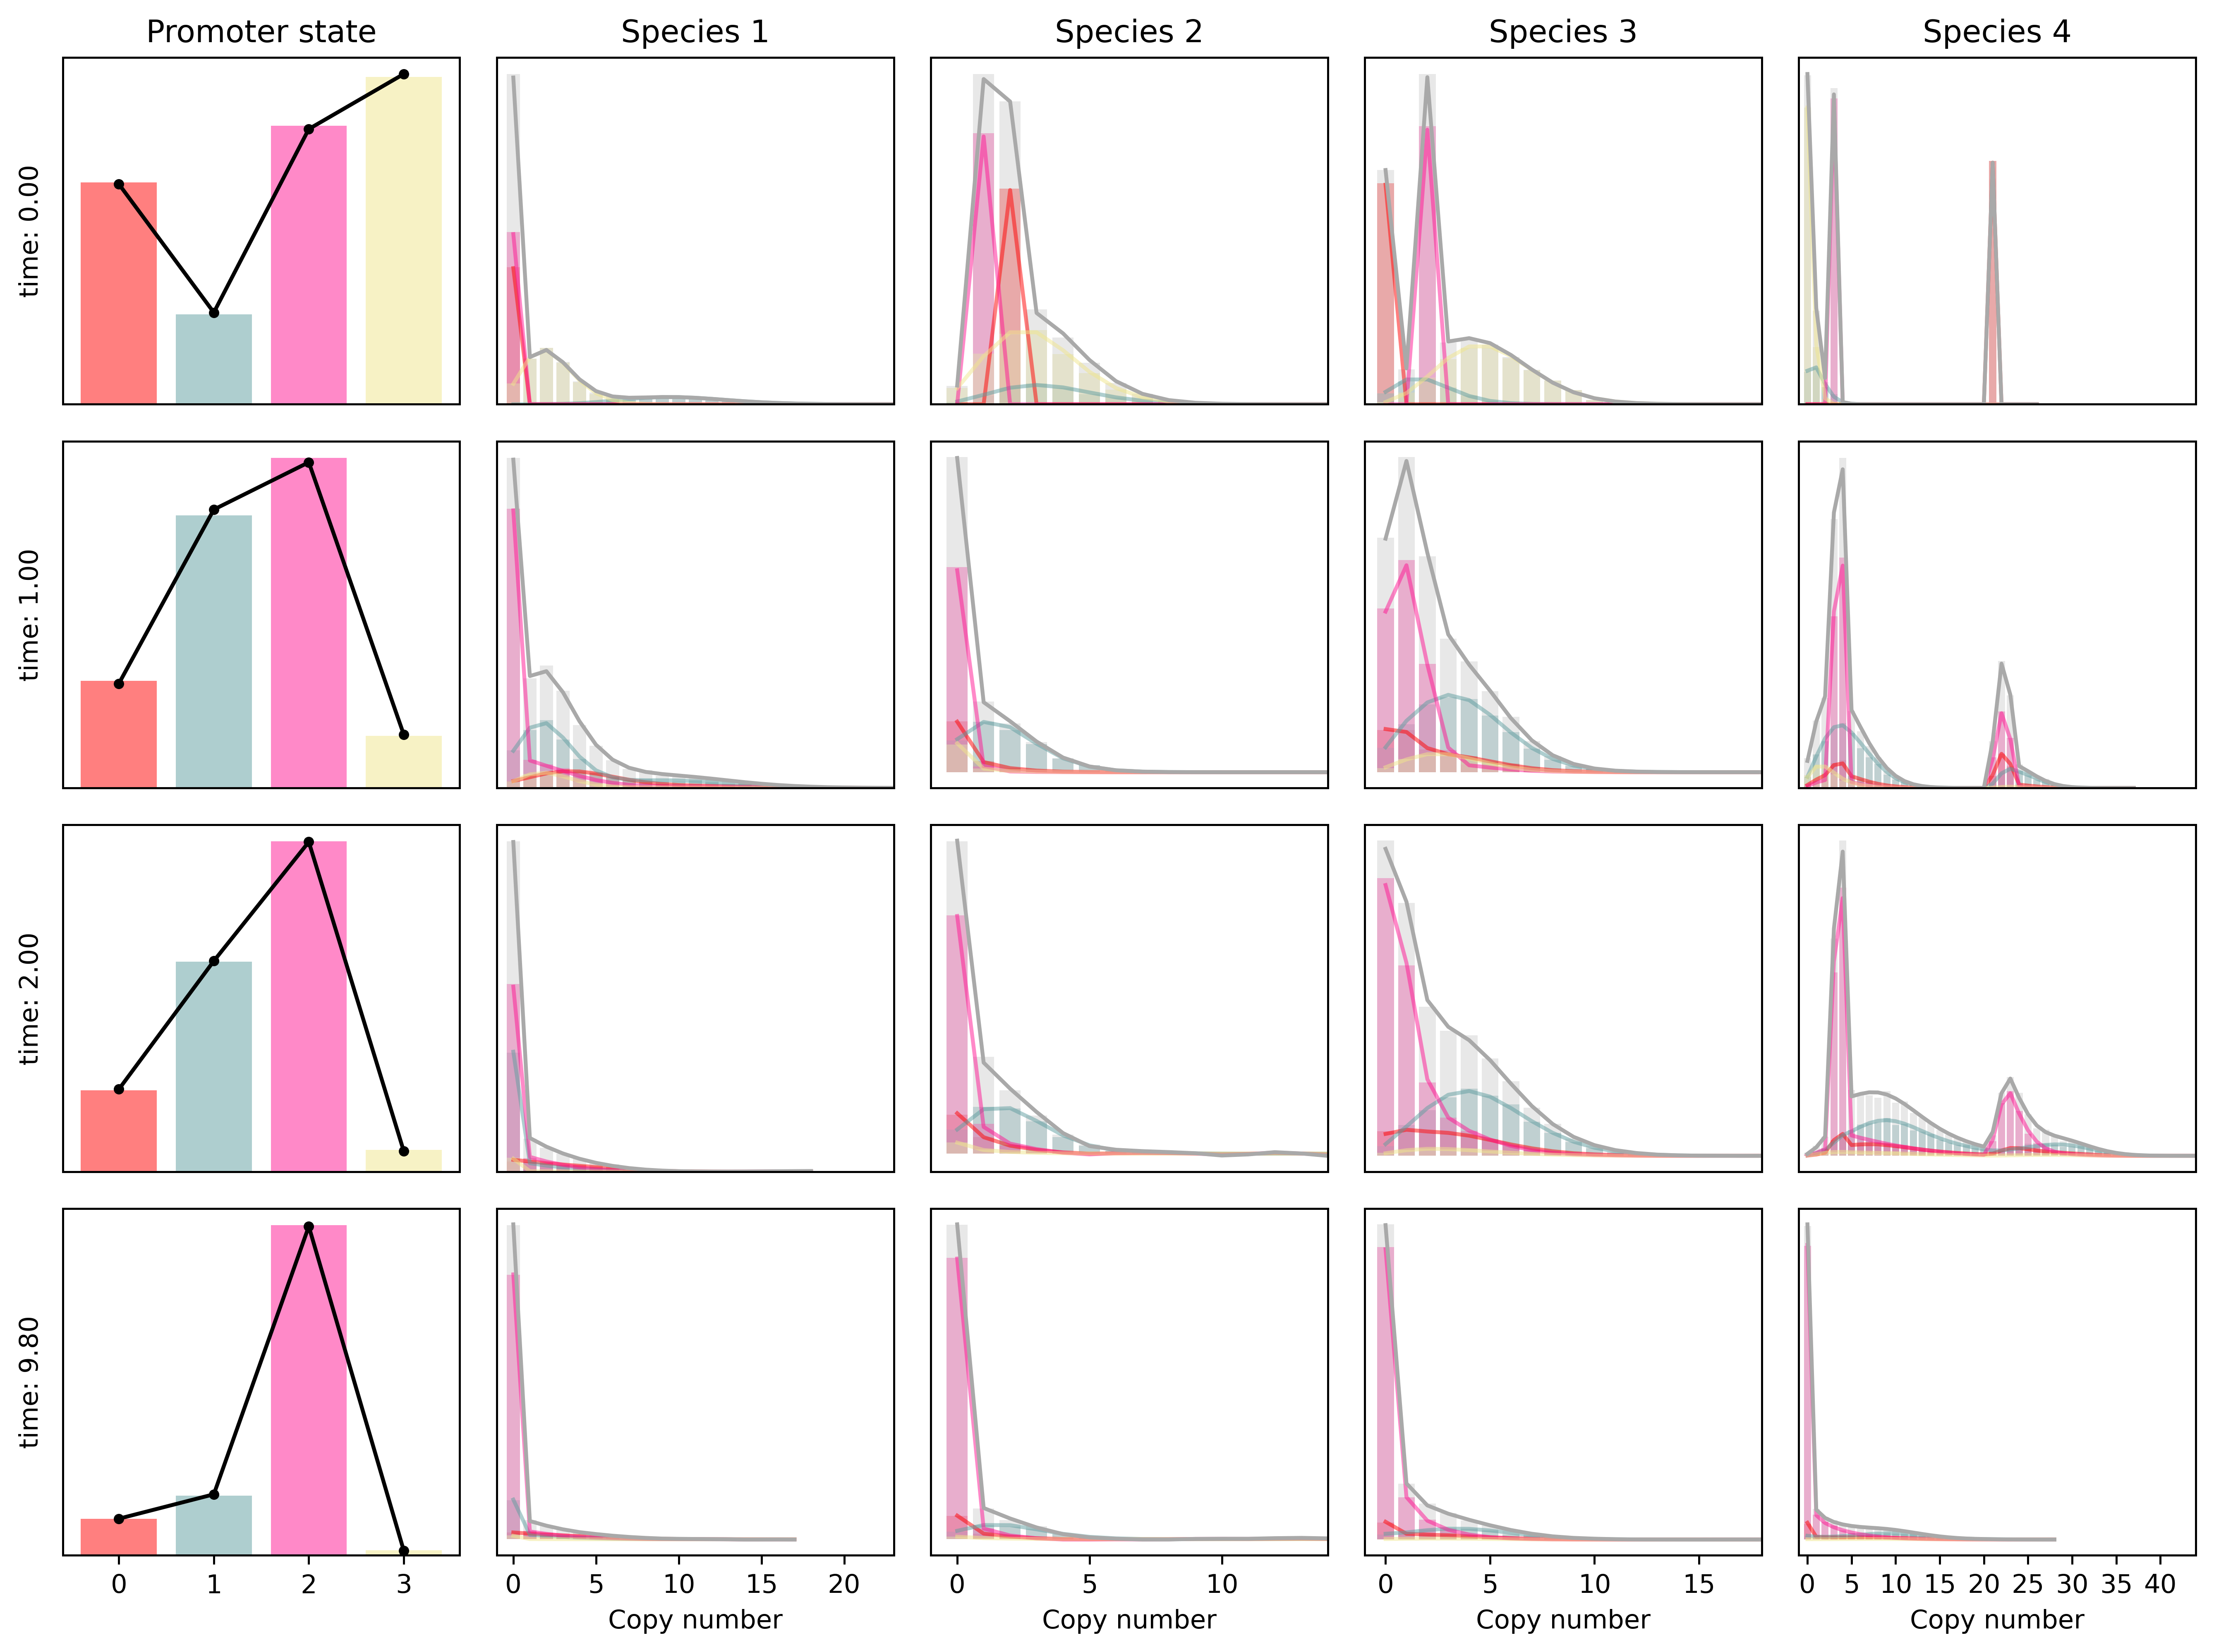 Promoter state Species 1 Species 2 Species 3 Species 4
time: 0.00
time: 1.00
time: 2.00
time: 9.80
0 1 2 3 0 5 10 15 20 0 5 10 0 5 10 15 0 5 10 15 20 25 30 35 40
Copy number Copy number Copy number Copy number